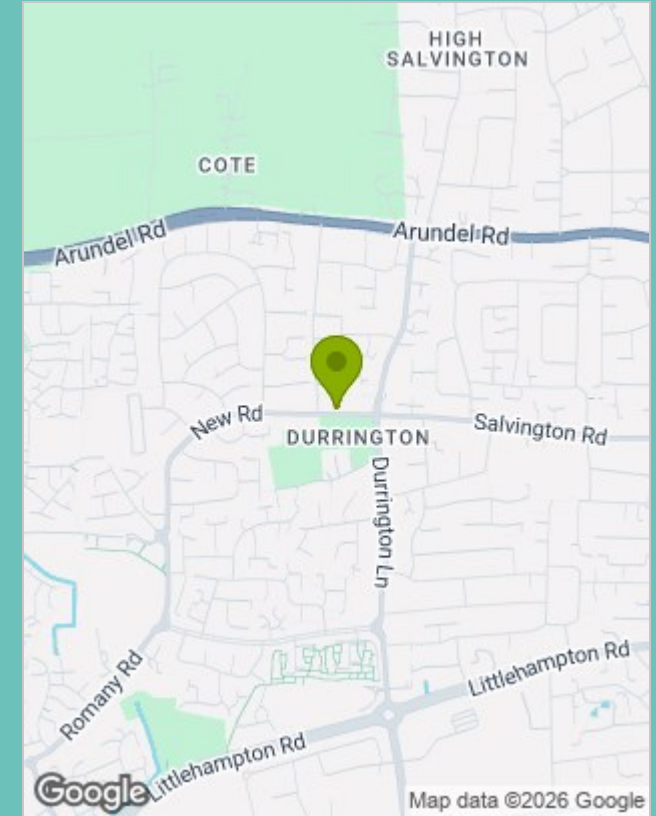 HIGH
SALVINGTON
COTE
Arundel Rd
Arundel Rd
New Rd
Salvington Rd
DURRINGTON
Durrington Ln
Romany Rd
Littlehampton Rd
Littlehampton Rd
Google
Map data ©2026 Google